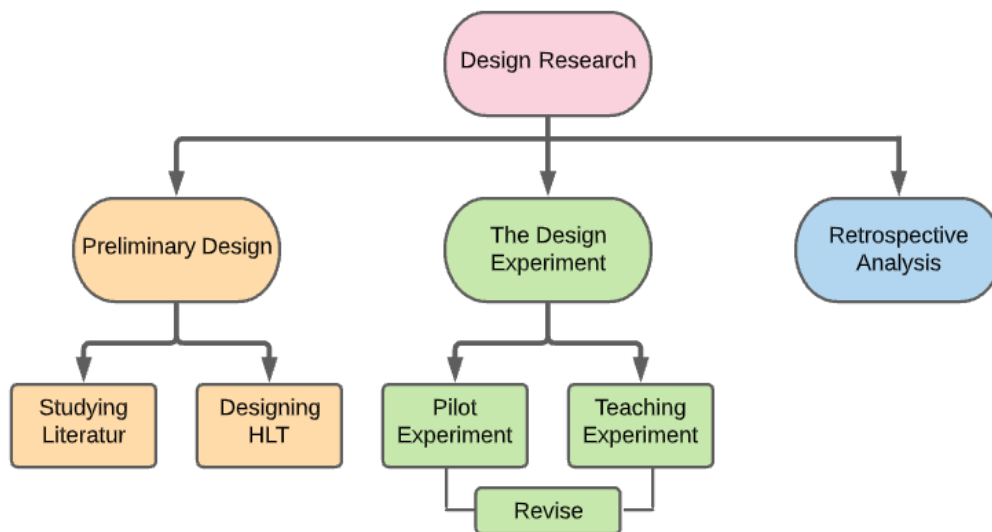 Design Research
Preliminary Design
The Design
Experiment
Retrospective
Analysis
Studying
Literatur
Designing
HLT
Pilot
Experiment
Teaching
Experiment
Revise